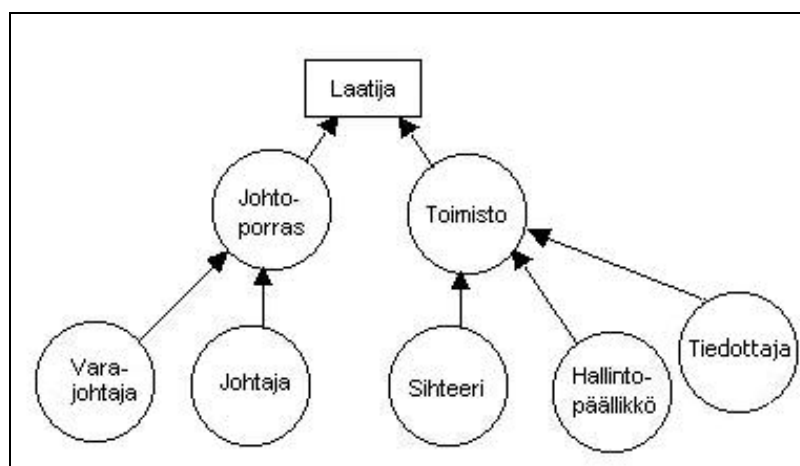 Laatija
Johto-
porras
Toimisto
Vara-
johtaja
Johtaja
Sihteeri
Hallinto-
päällikkö
Tiedottaja